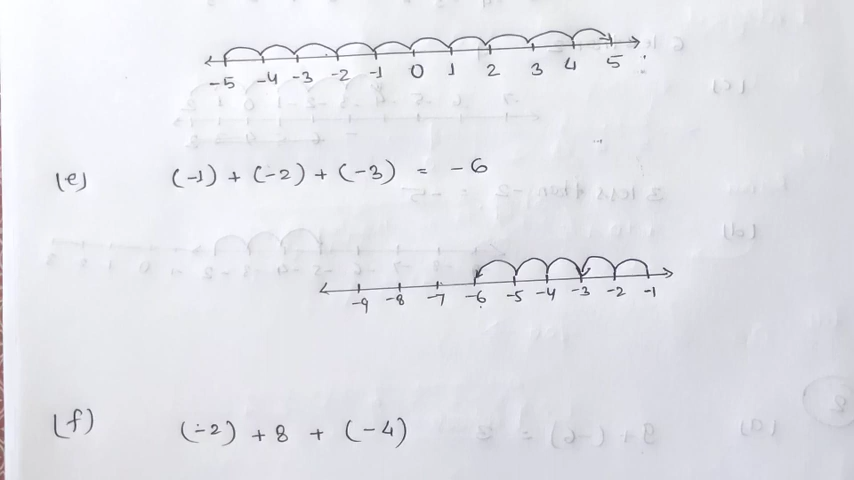 -5 -4 -3 -2 -1 0 1 2 3 4 5
(e) (-1) + (-2) + (-3) = -6
-9 -8 -7 -6 -5 -4 -3 -2 -1
(f) (-2) + 8 + (-4)